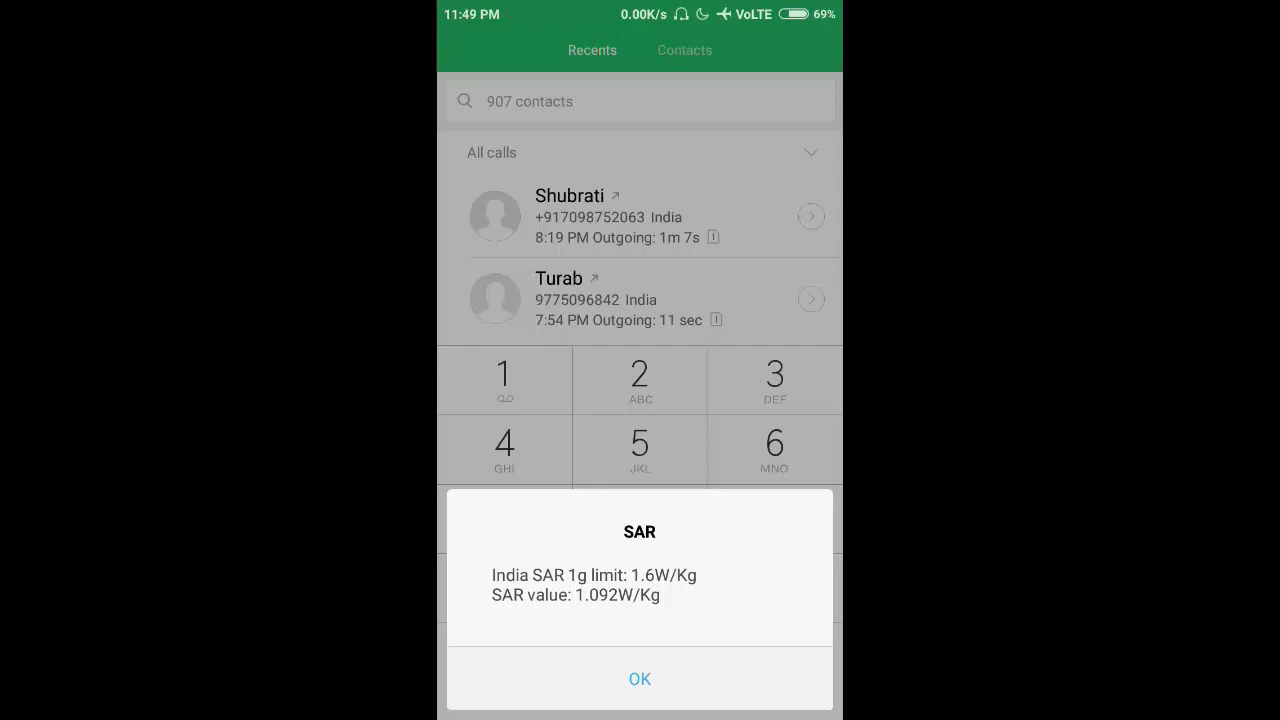 11:49 PM 0.00K/s VoLTE 69%
Recents Contacts
907 contacts
All calls
Shubrati
+917098752063 India
8:19 PM Outgoing: 1m 7s 1
Turab
9775096842 India
7:54 PM Outgoing: 11 sec 1
1 2 3
ABC DEF
4 5 6
GHI JKL MNO
SAR
India SAR 1g limit: 1.6W/Kg
SAR value: 1.092W/Kg
OK